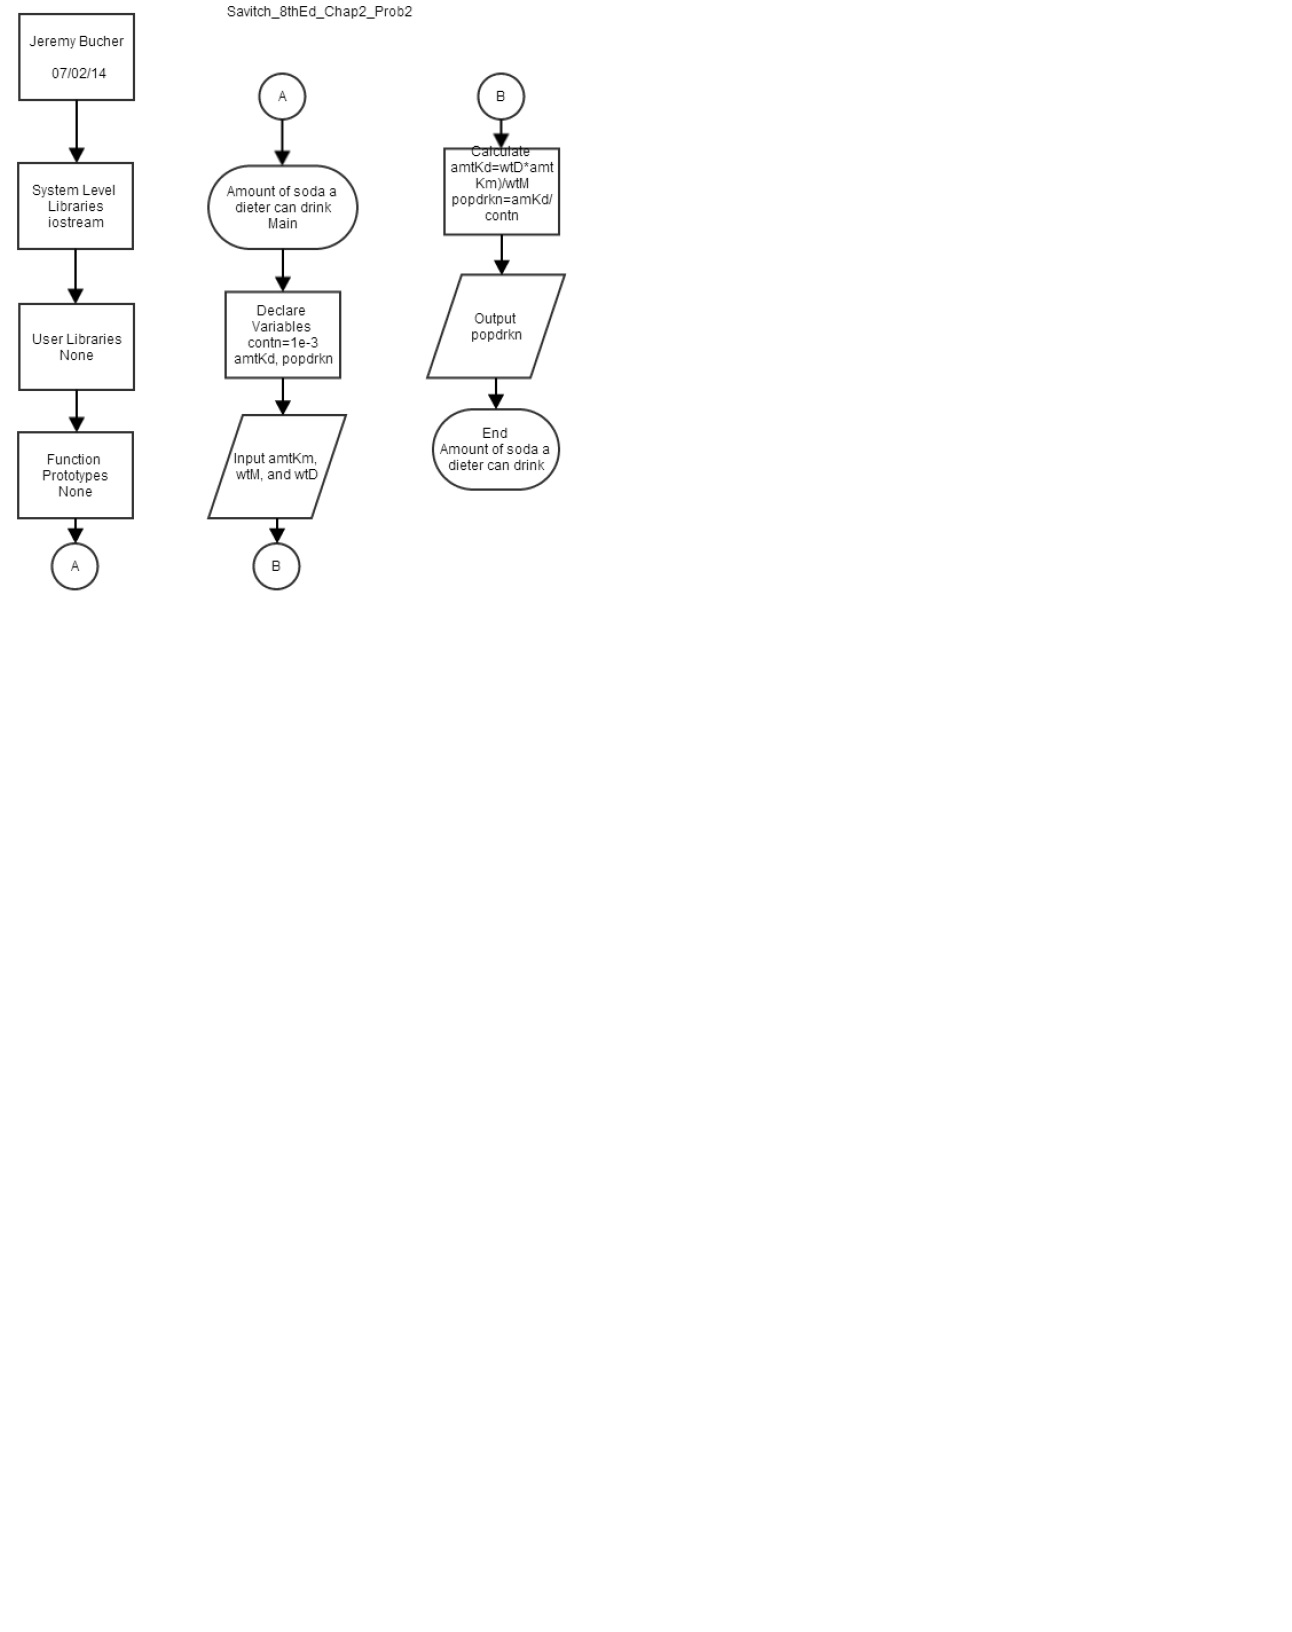 Savitch_8thEd_Chap2_Prob2
Jeremy Bucher
07/02/14
System Level
Libraries
iostream
User Libraries
None
Function
Prototypes
None
A
A
Amount of soda a
dieter can drink
Main
Declare
Variables
contn=1e-3
amtKd, popdrkn
Input amtKm,
wtM, and wtD
B
B
Calculate
amtKd=wtD*amt
Km)/wtM
popdrkn=amKd/
contn
Output
popdrkn
End
Amount of soda a
dieter can drink